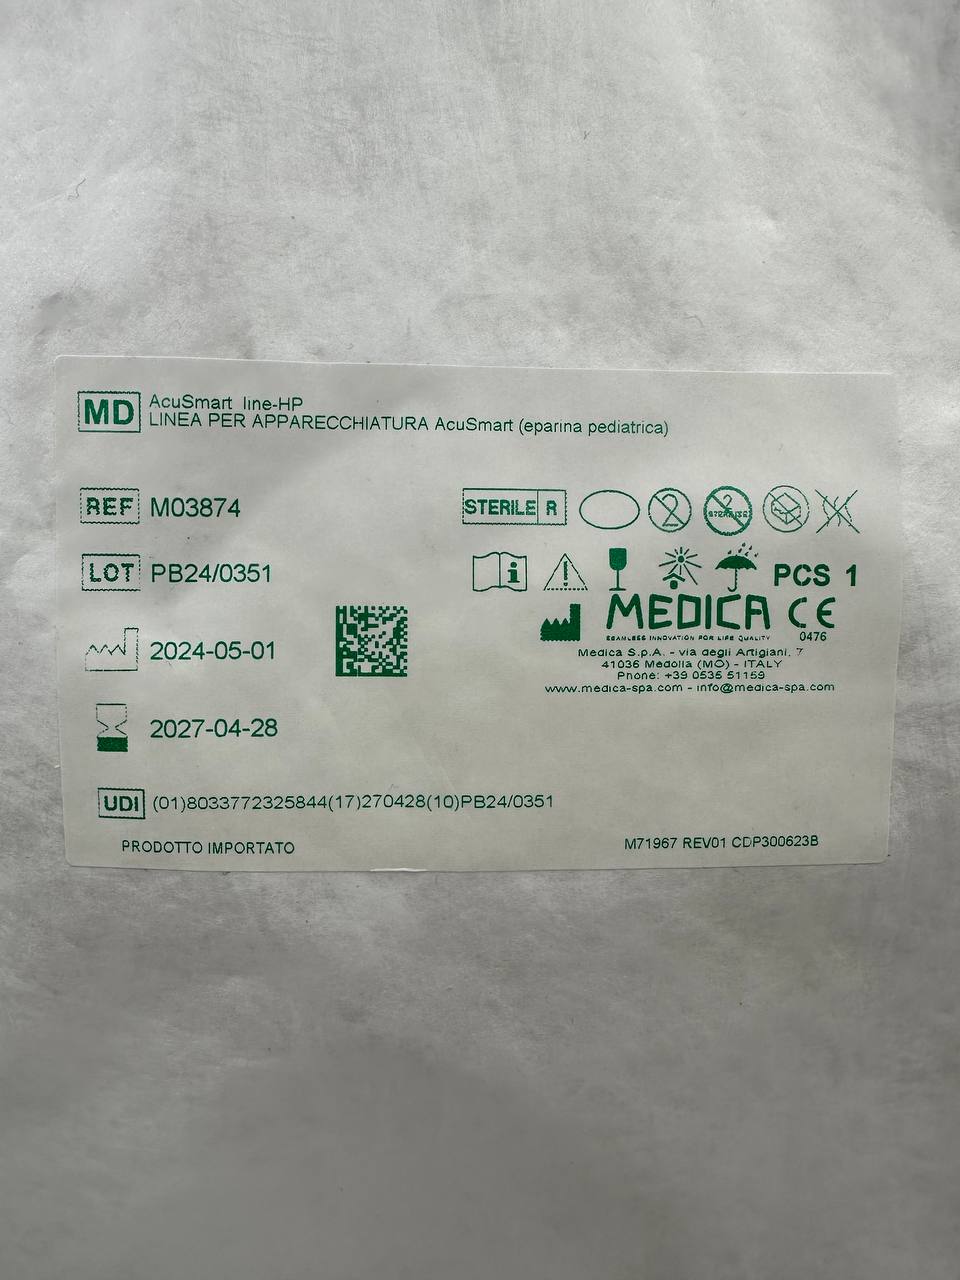 MD AcuSmart line-HP
LINEA PER APPARECCHIATURA AcuSmart (eparina pediatrica)
REF M03874
STERILE R
2
2 STERILIZE
LOT PB24/0351
i
PCS 1
MEDICA CE
SEAMLESS INNOVATION FOR LIFE QUALITY 0476
2024-05-01
Medica S.p.A. - via degli Artigiani, 7
41036 Medolla (MO) - ITALY
Phone: +39 0535 51159
www.medica-spa.com - info@medica-spa.com
2027-04-28
UDI (01)8033772325844(17)270428(10)PB24/0351
PRODOTTO IMPORTATO
M71967 REV01 CDP300623B